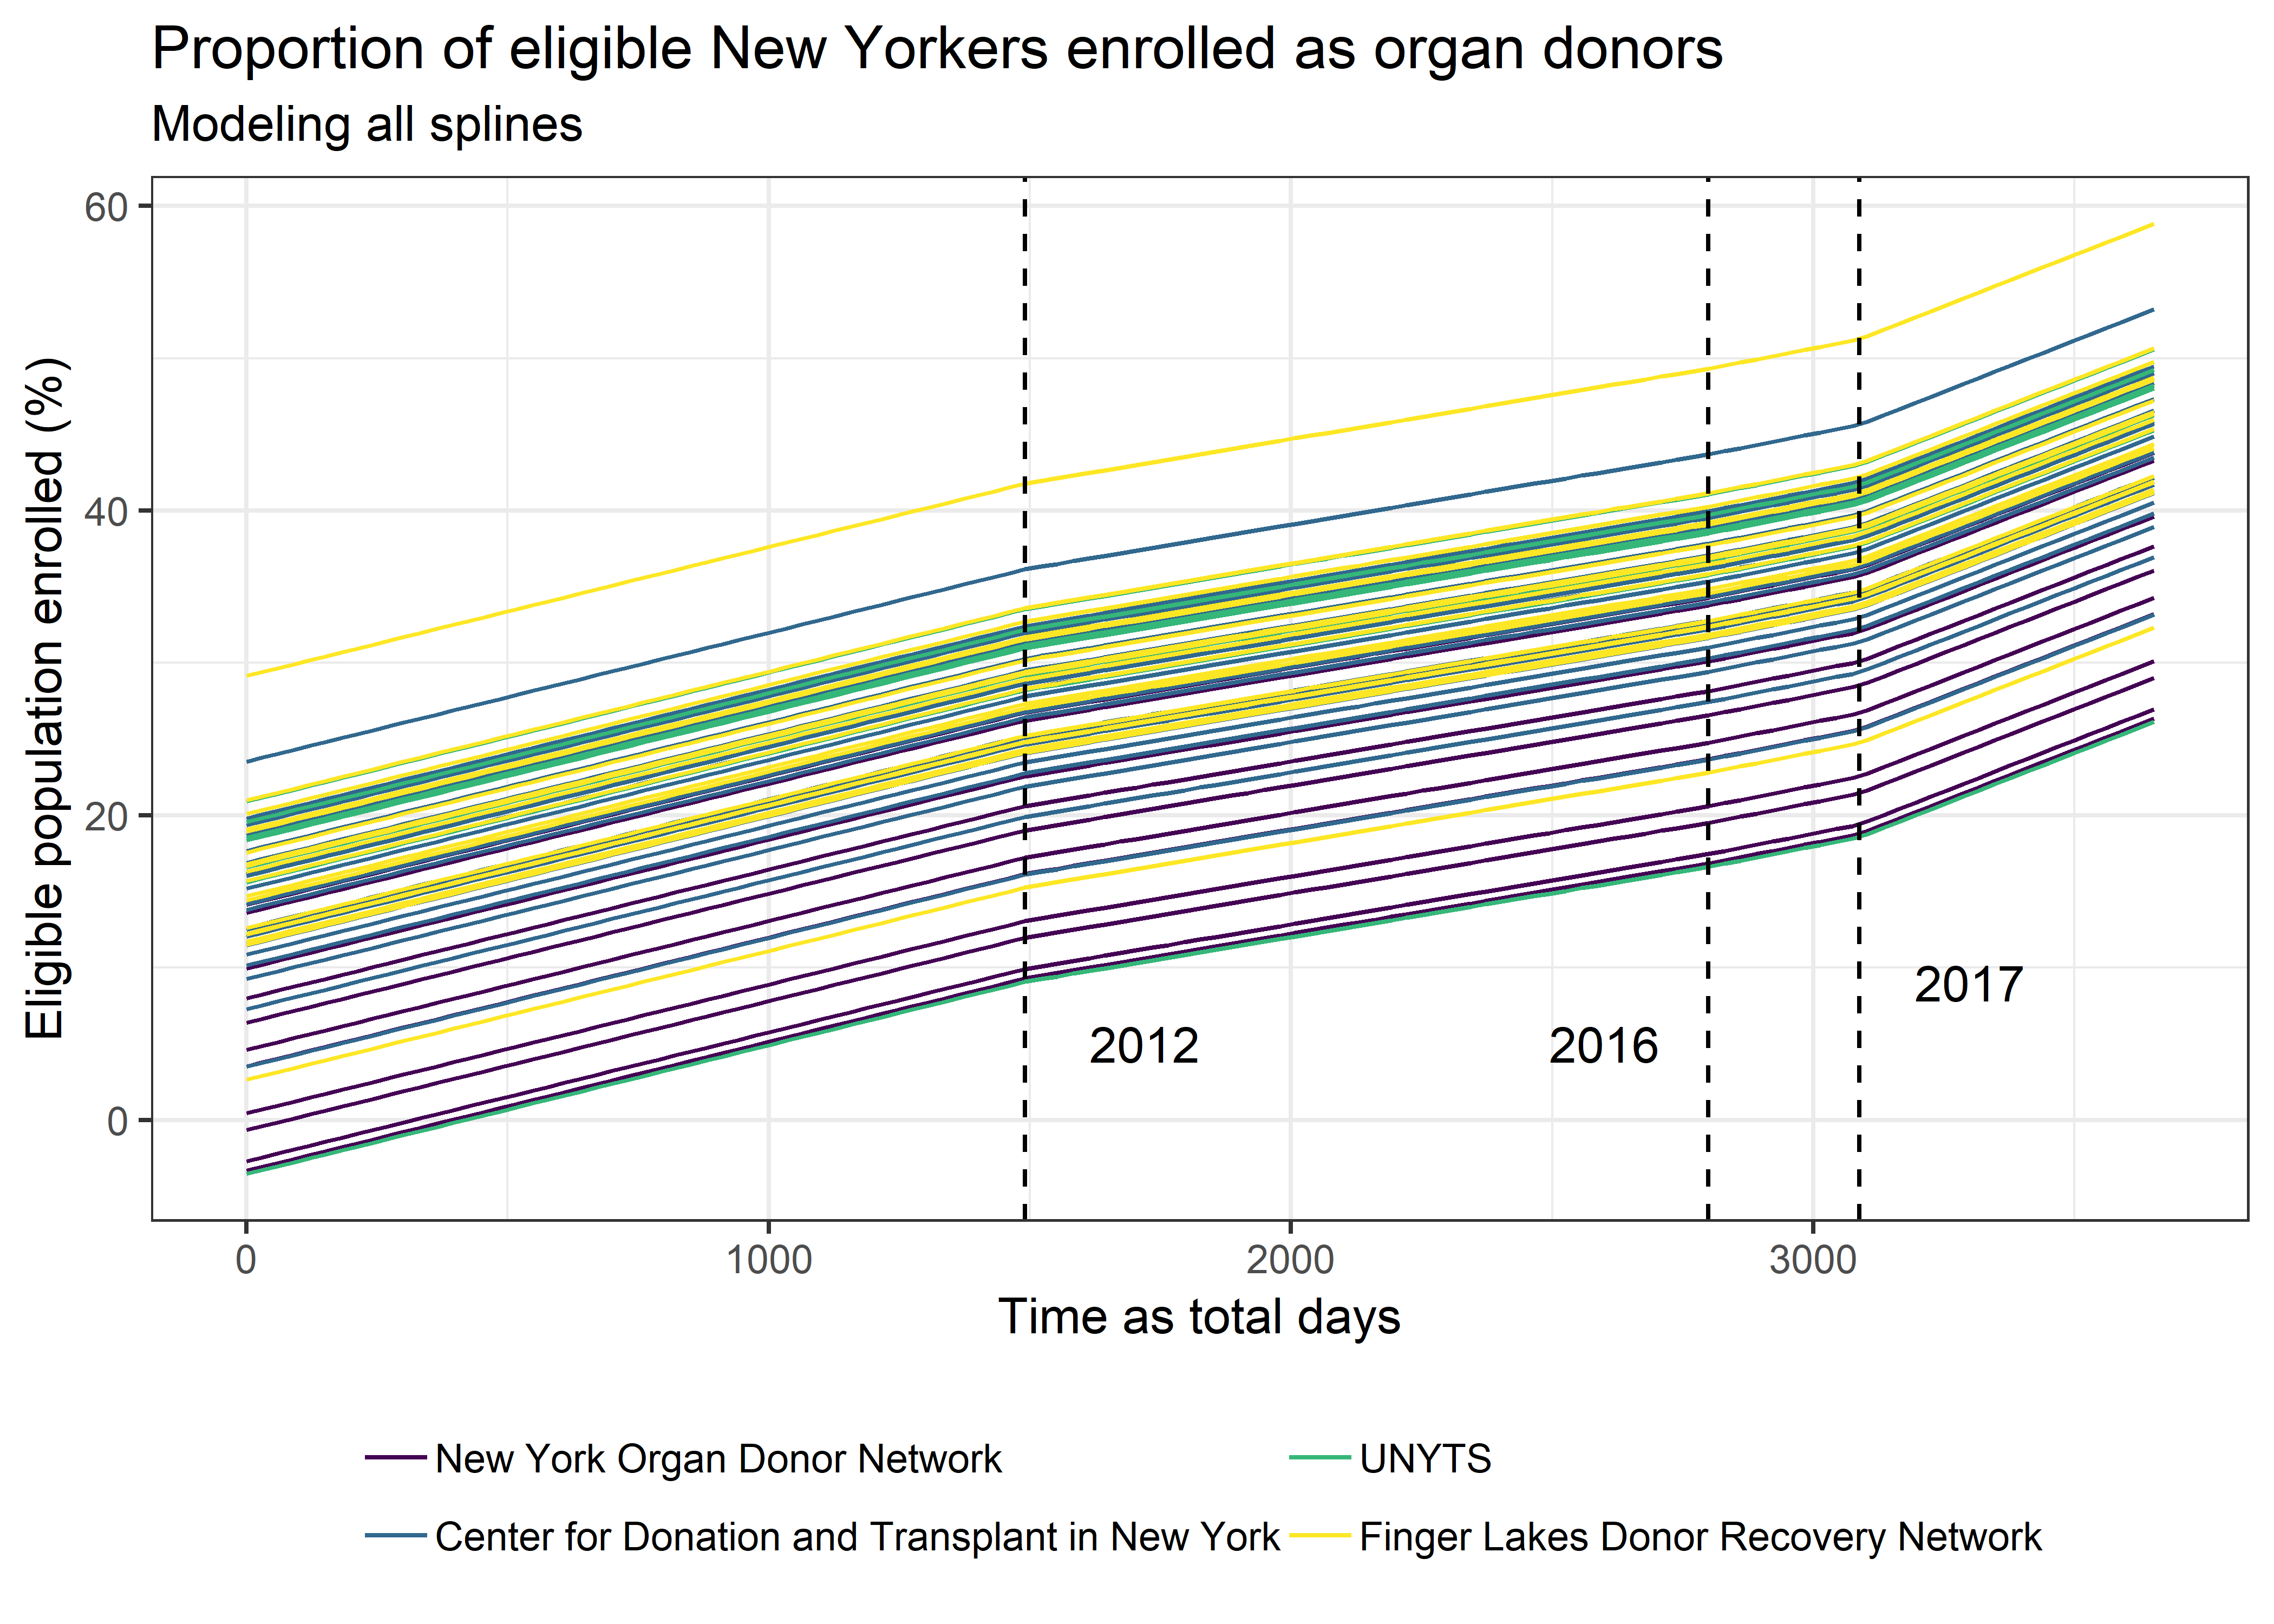 Proportion of eligible New Yorkers enrolled as organ donors
Modeling all splines
Eligible population enrolled (%)
60
40
20
0
2012
2016
2017
0
1000
2000
3000
Time as total days
New York Organ Donor Network
UNYTS
Center for Donation and Transplant in New York
Finger Lakes Donor Recovery Network